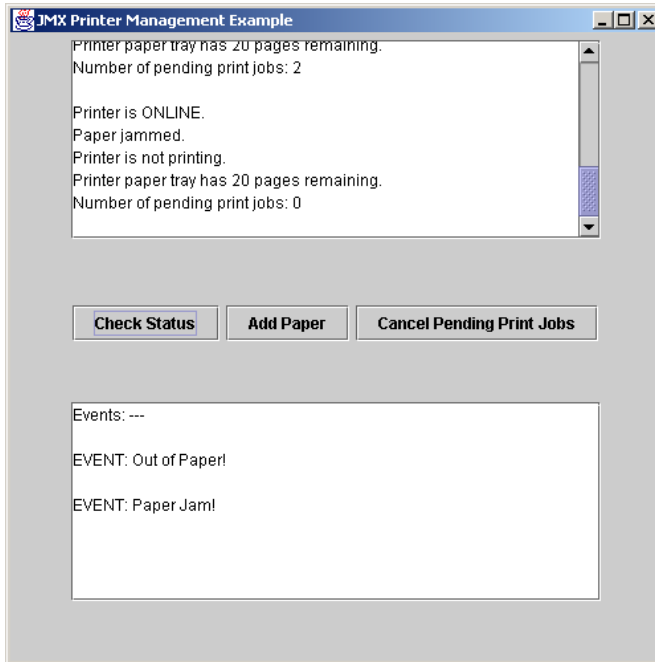 JMX Printer Management Example
Printer paper tray has 20 pages remaining.
Number of pending print jobs: 2
Printer is ONLINE.
Paper jammed.
Printer is not printing.
Printer paper tray has 20 pages remaining.
Number of pending print jobs: 0
Check Status Add Paper Cancel Pending Print Jobs
Events: ---
EVENT: Out of Paper!
EVENT: Paper Jam!